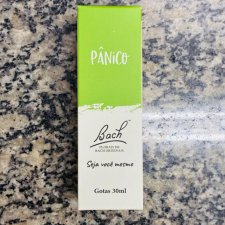 PÂNiCO
Bach
FLORAIS DE
BACH ORIGINAIS
Seja você mesmo
Gotas 30ml